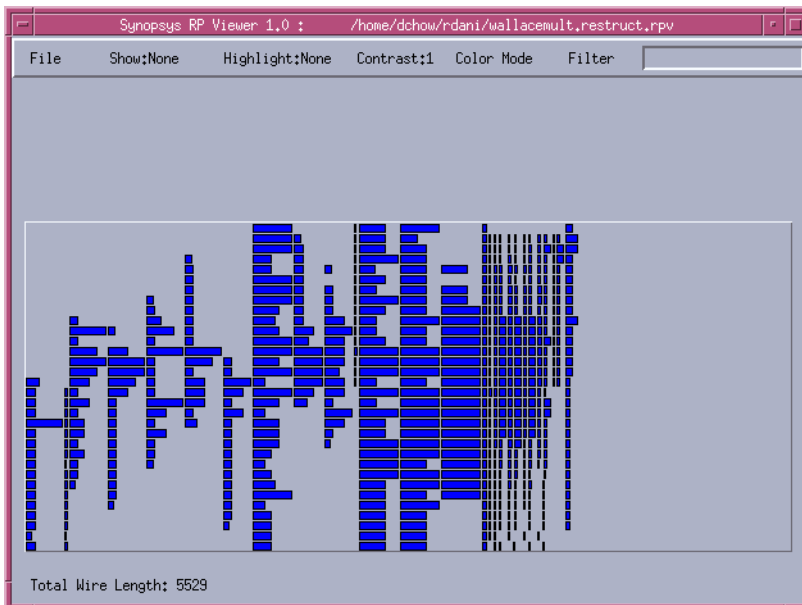 Synopsys RP Viewer 1.0 : /home/dchow/rdani/wallacemult.restruct.rpv
File Show:None Highlight:None Contrast:1 Color Mode Filter
Total Wire Length: 5529